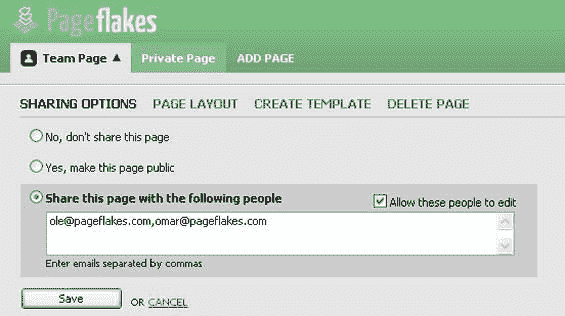 Pageflakes
Team Page ▲ Private Page ADD PAGE
SHARING OPTIONS PAGE LAYOUT CREATE TEMPLATE DELETE PAGE
No, don't share this page
Yes, make this page public
Share this page with the following people Allow these people to edit
ole@pageflakes.com,omar@pageflakes.com
Enter emails separated by commas
Save OR CANCEL